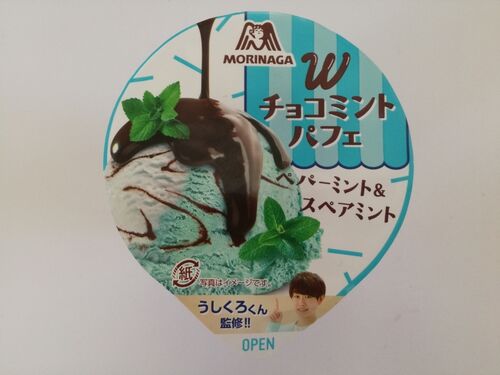 MORINAGA
W
チョコミント
パフェ
ペパーミント&
スペアミント
紙
写真はイメージです。
うしくろくん
監修!!
OPEN